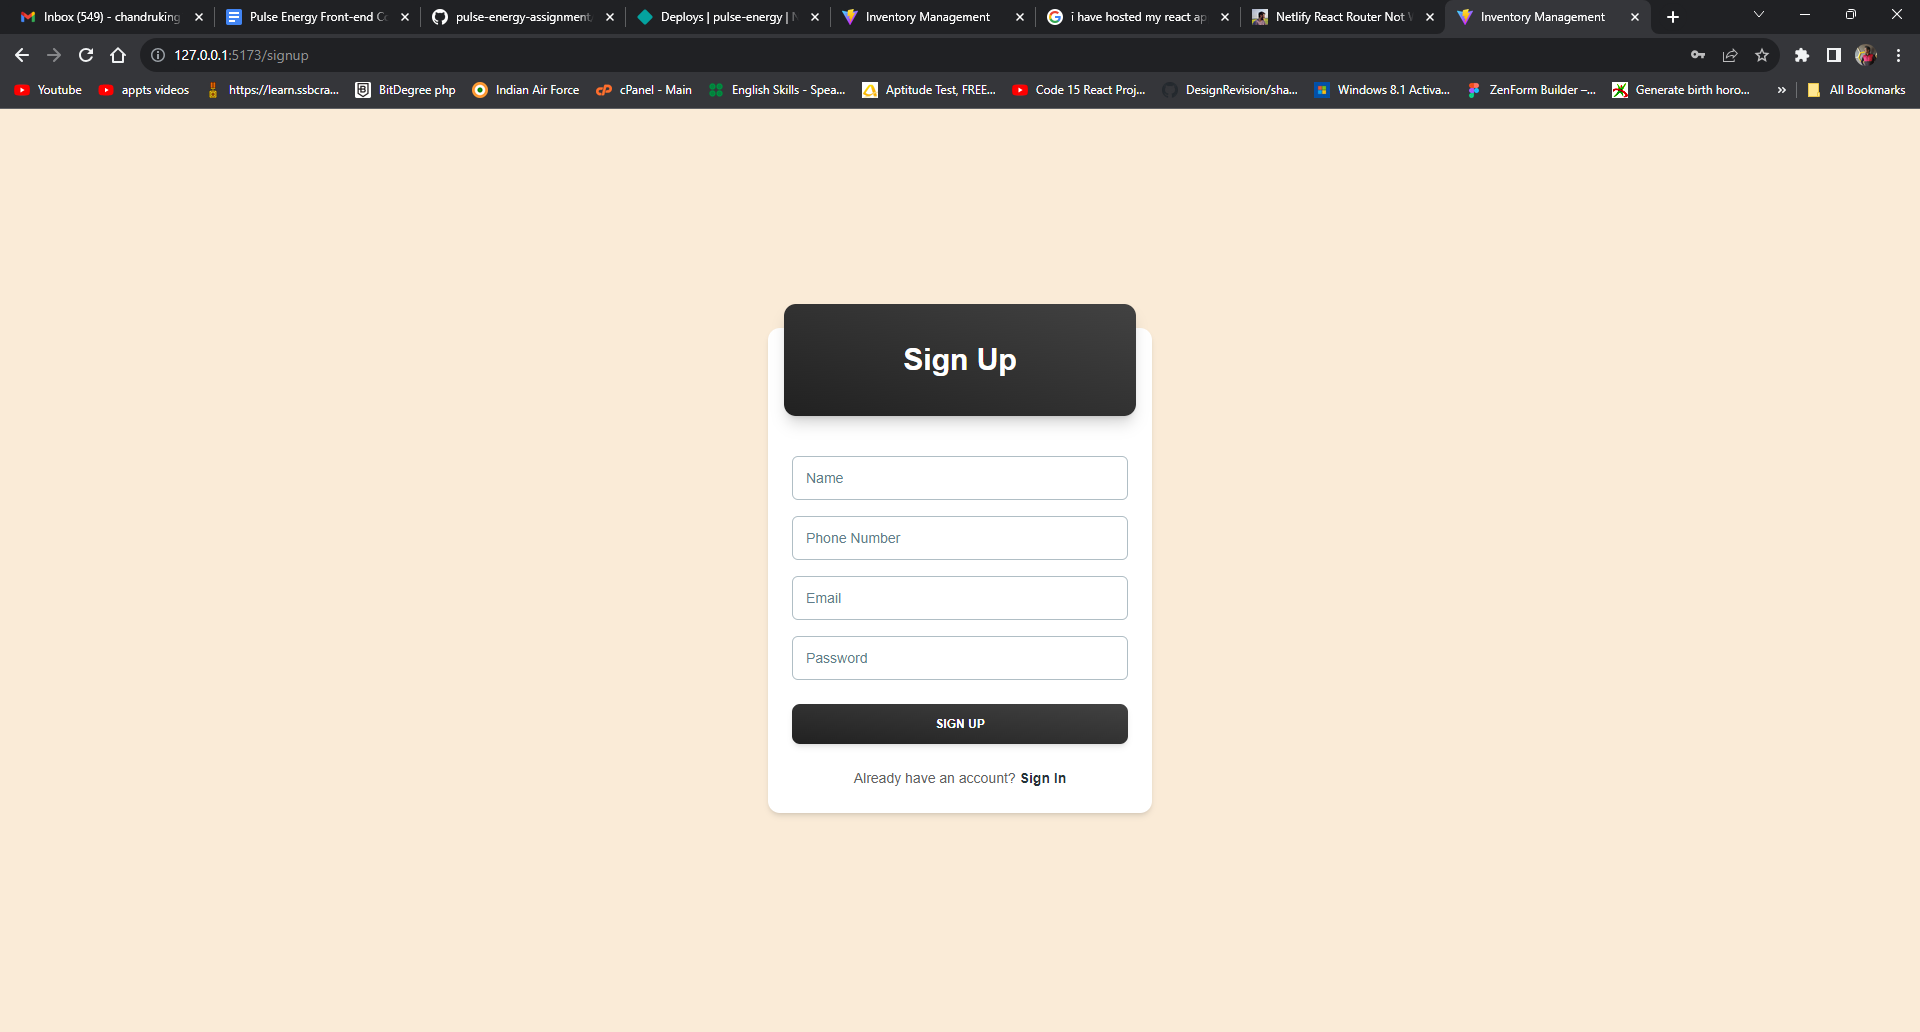 Inbox (549) - chandruking
Pulse Energy Front-end Co
pulse-energy-assignment
Deploys | pulse-energy | N
Inventory Management
i have hosted my react ap
Netlify React Router Not W
Inventory Management
127.0.0.1:5173/signup
Youtube
appts videos
https://learn.ssbcra...
BitDegree php
Indian Air Force
cPanel - Main
English Skills - Spea...
Aptitude Test, FREE...
Code 15 React Proj...
DesignRevision/sha...
Windows 8.1 Activa...
ZenForm Builder –...
Generate birth horo...
»
All Bookmarks
Sign Up
Name
Phone Number
Email
Password
SIGN UP
Already have an account? Sign In